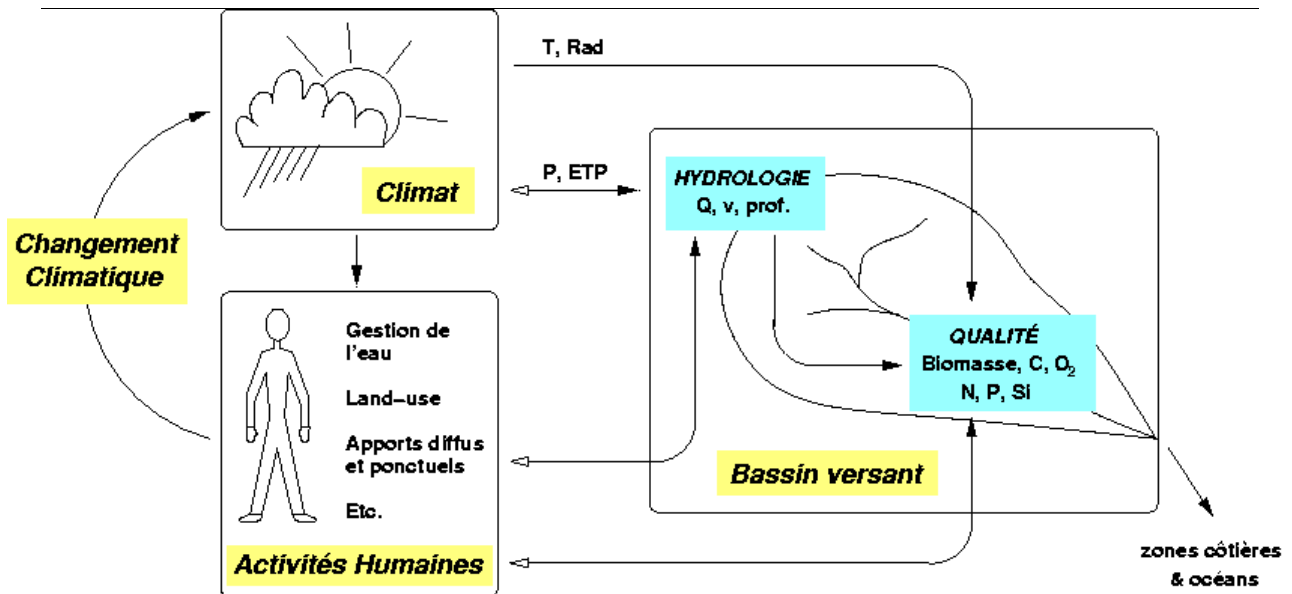 T, Rad
Climat
P, ETP
HYDROLOGIE
Q, v, prof.
Changement
Climatique
Gestion de
l'eau
Land-use
Apports diffus
et ponctuels
Etc.
Activités Humaines
QUALITÉ
Biomasse, C, O₂
N, P, Si
Bassin versant
zones côtières
& océans